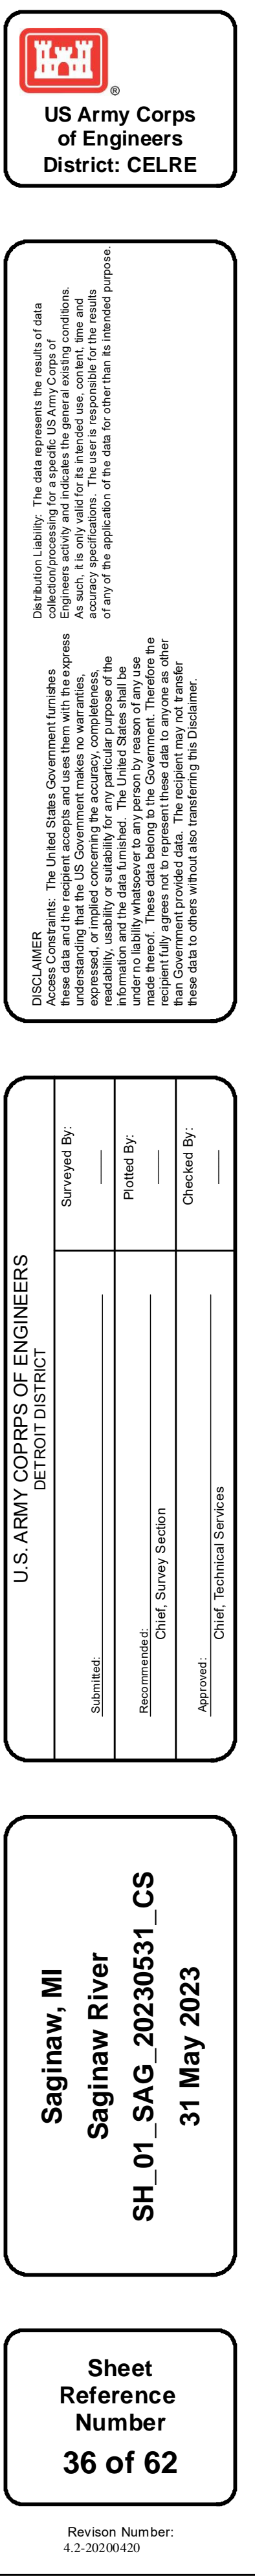 ®
US Army Corps
of Engineers
District: CELRE
DISCLAIMER
Access Constraints: The United States Government furnishes
these data and the recipient accepts and uses them with the express
understanding that the US Government makes no warranties,
expressed, or implied concerning the accuracy, completeness,
readability, usability or suitability for any particular purpose of the
information and the data furnished. The United States shall be
under no liability whatsoever to any person by reason of any use
made thereof. These data belong to the Government. Therefore the
recipient fully agrees not to represent these data to anyone as other
than Government provided data. The recipient may not transfer
these data to others without also transferring this Disclaimer.
Distribution Liability: The data represents the results of data
collection/processing for a specific US Army Corps of
Engineers activity and indicates the general existing conditions.
As such, it is only valid for its intended use, content, time and
accuracy specifications. The user is responsible for the results
of any of the application of the data for other than its intended purpose.
U.S. ARMY COPRPS OF ENGINEERS
DETROIT DISTRICT
Submitted:
Surveyed By:
Recommended:
Chief, Survey Section
Plotted By:
Approved:
Chief, Technical Services
Checked By:
Saginaw, MI
Saginaw River
SH_01_SAG_20230531_CS
31 May 2023
Sheet
Reference
Number
36 of 62
Revison Number:
4.2-20200420